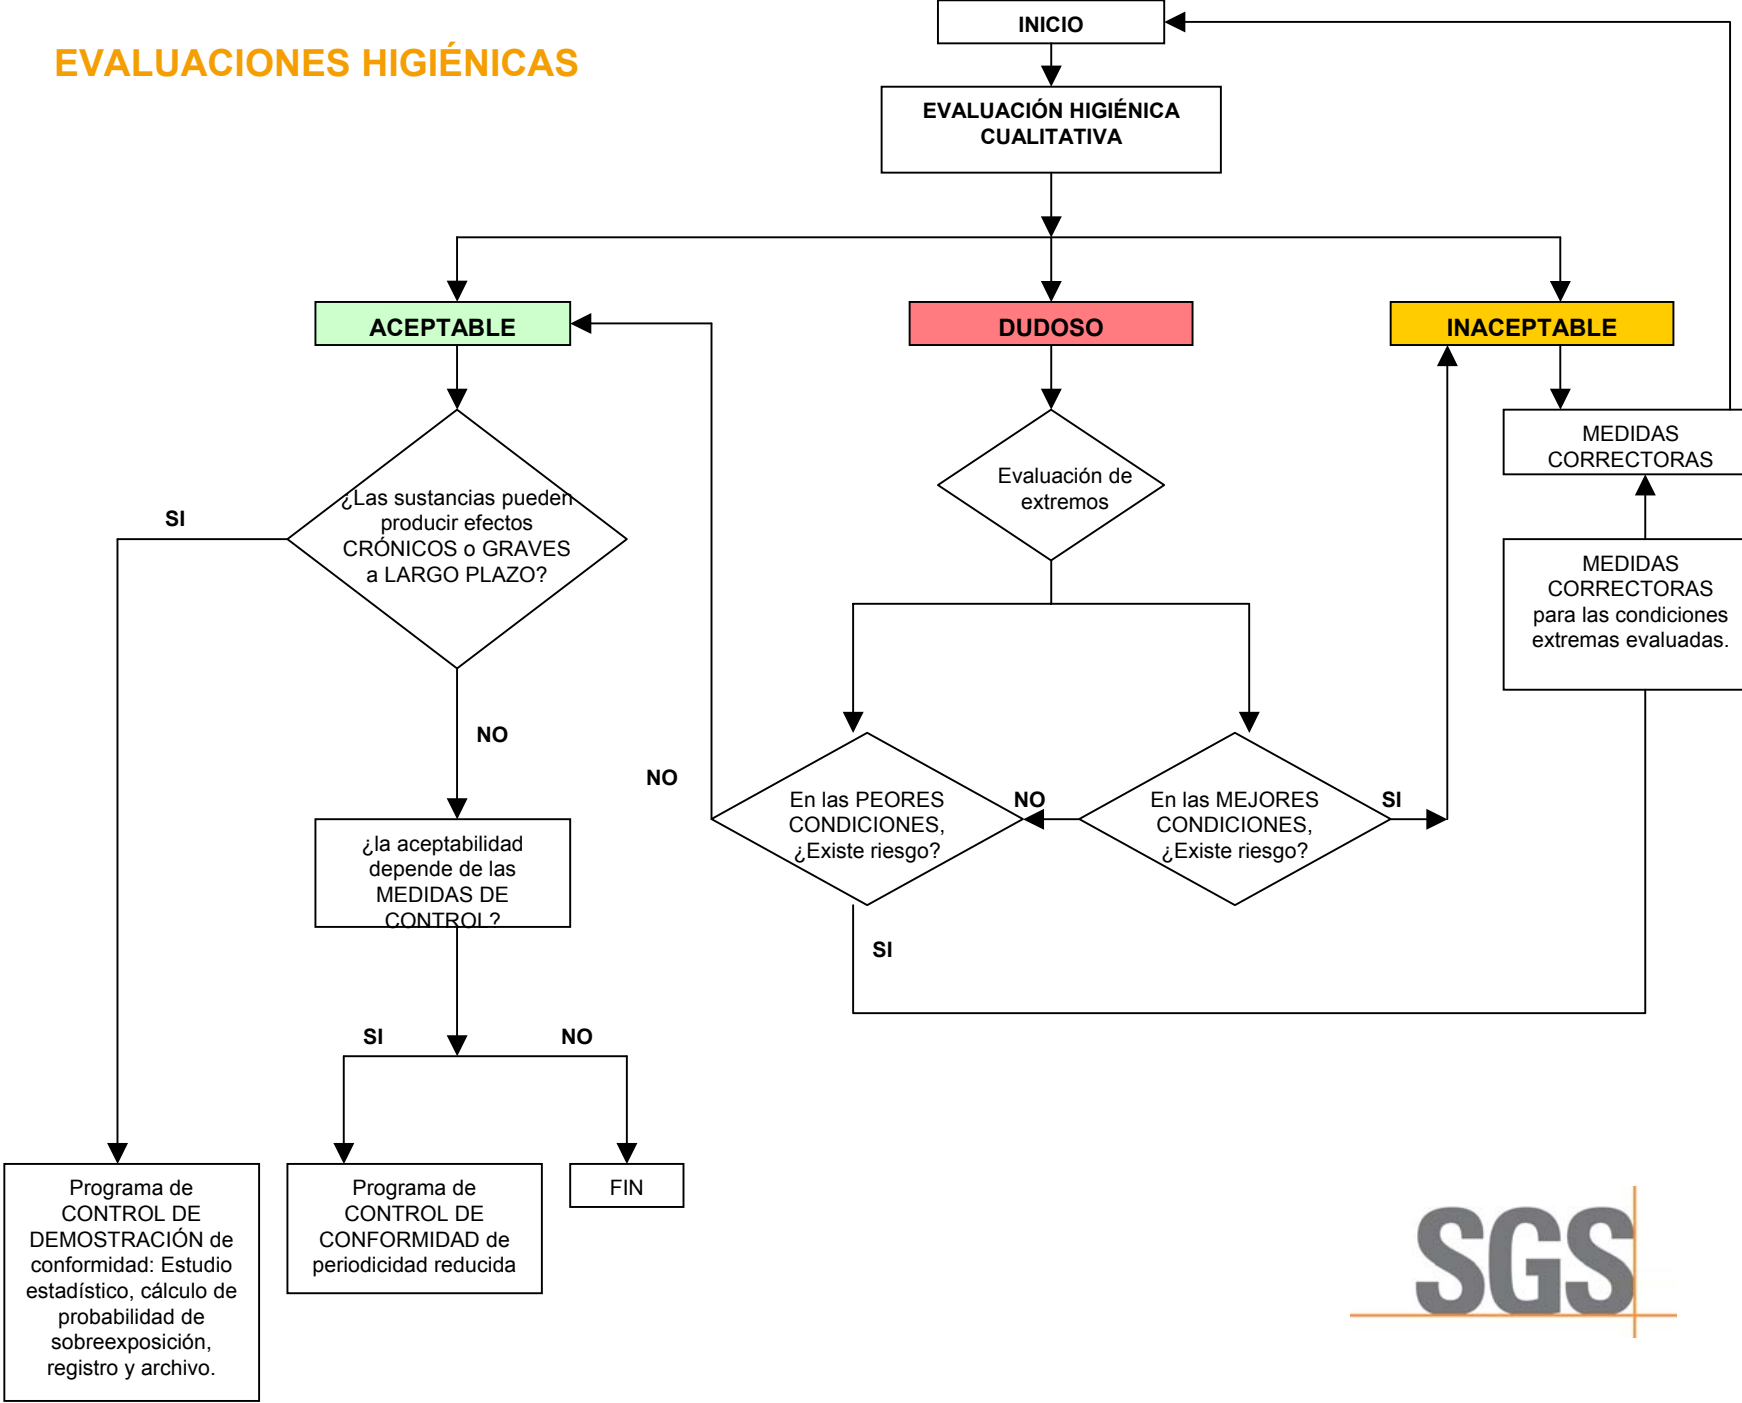 INICIO
EVALUACIONES HIGIÉNICAS
EVALUACIÓN HIGIÉNICA
CUALITATIVA
ACEPTABLE
DUDOSO
INACEPTABLE
MEDIDAS
CORRECTORAS
Evaluación de
extremos
¿Las sustancias pueden
producir efectos
CRÓNICOS o GRAVES
a LARGO PLAZO?
SI
MEDIDAS
CORRECTORAS
para las condiciones
extremas evaluadas.
NO
NO
En las PEORES
CONDICIONES,
¿Existe riesgo?
NO
En las MEJORES
CONDICIONES,
¿Existe riesgo?
SI
¿la aceptabilidad
depende de las
MEDIDAS DE
CONTROL?
SI
SI
NO
Programa de
CONTROL DE
DEMOSTRACIÓN de
conformidad: Estudio
estadístico, cálculo de
probabilidad de
sobreexposición,
registro y archivo.
Programa de
CONTROL DE
CONFORMIDAD de
periodicidad reducida
FIN
SGS